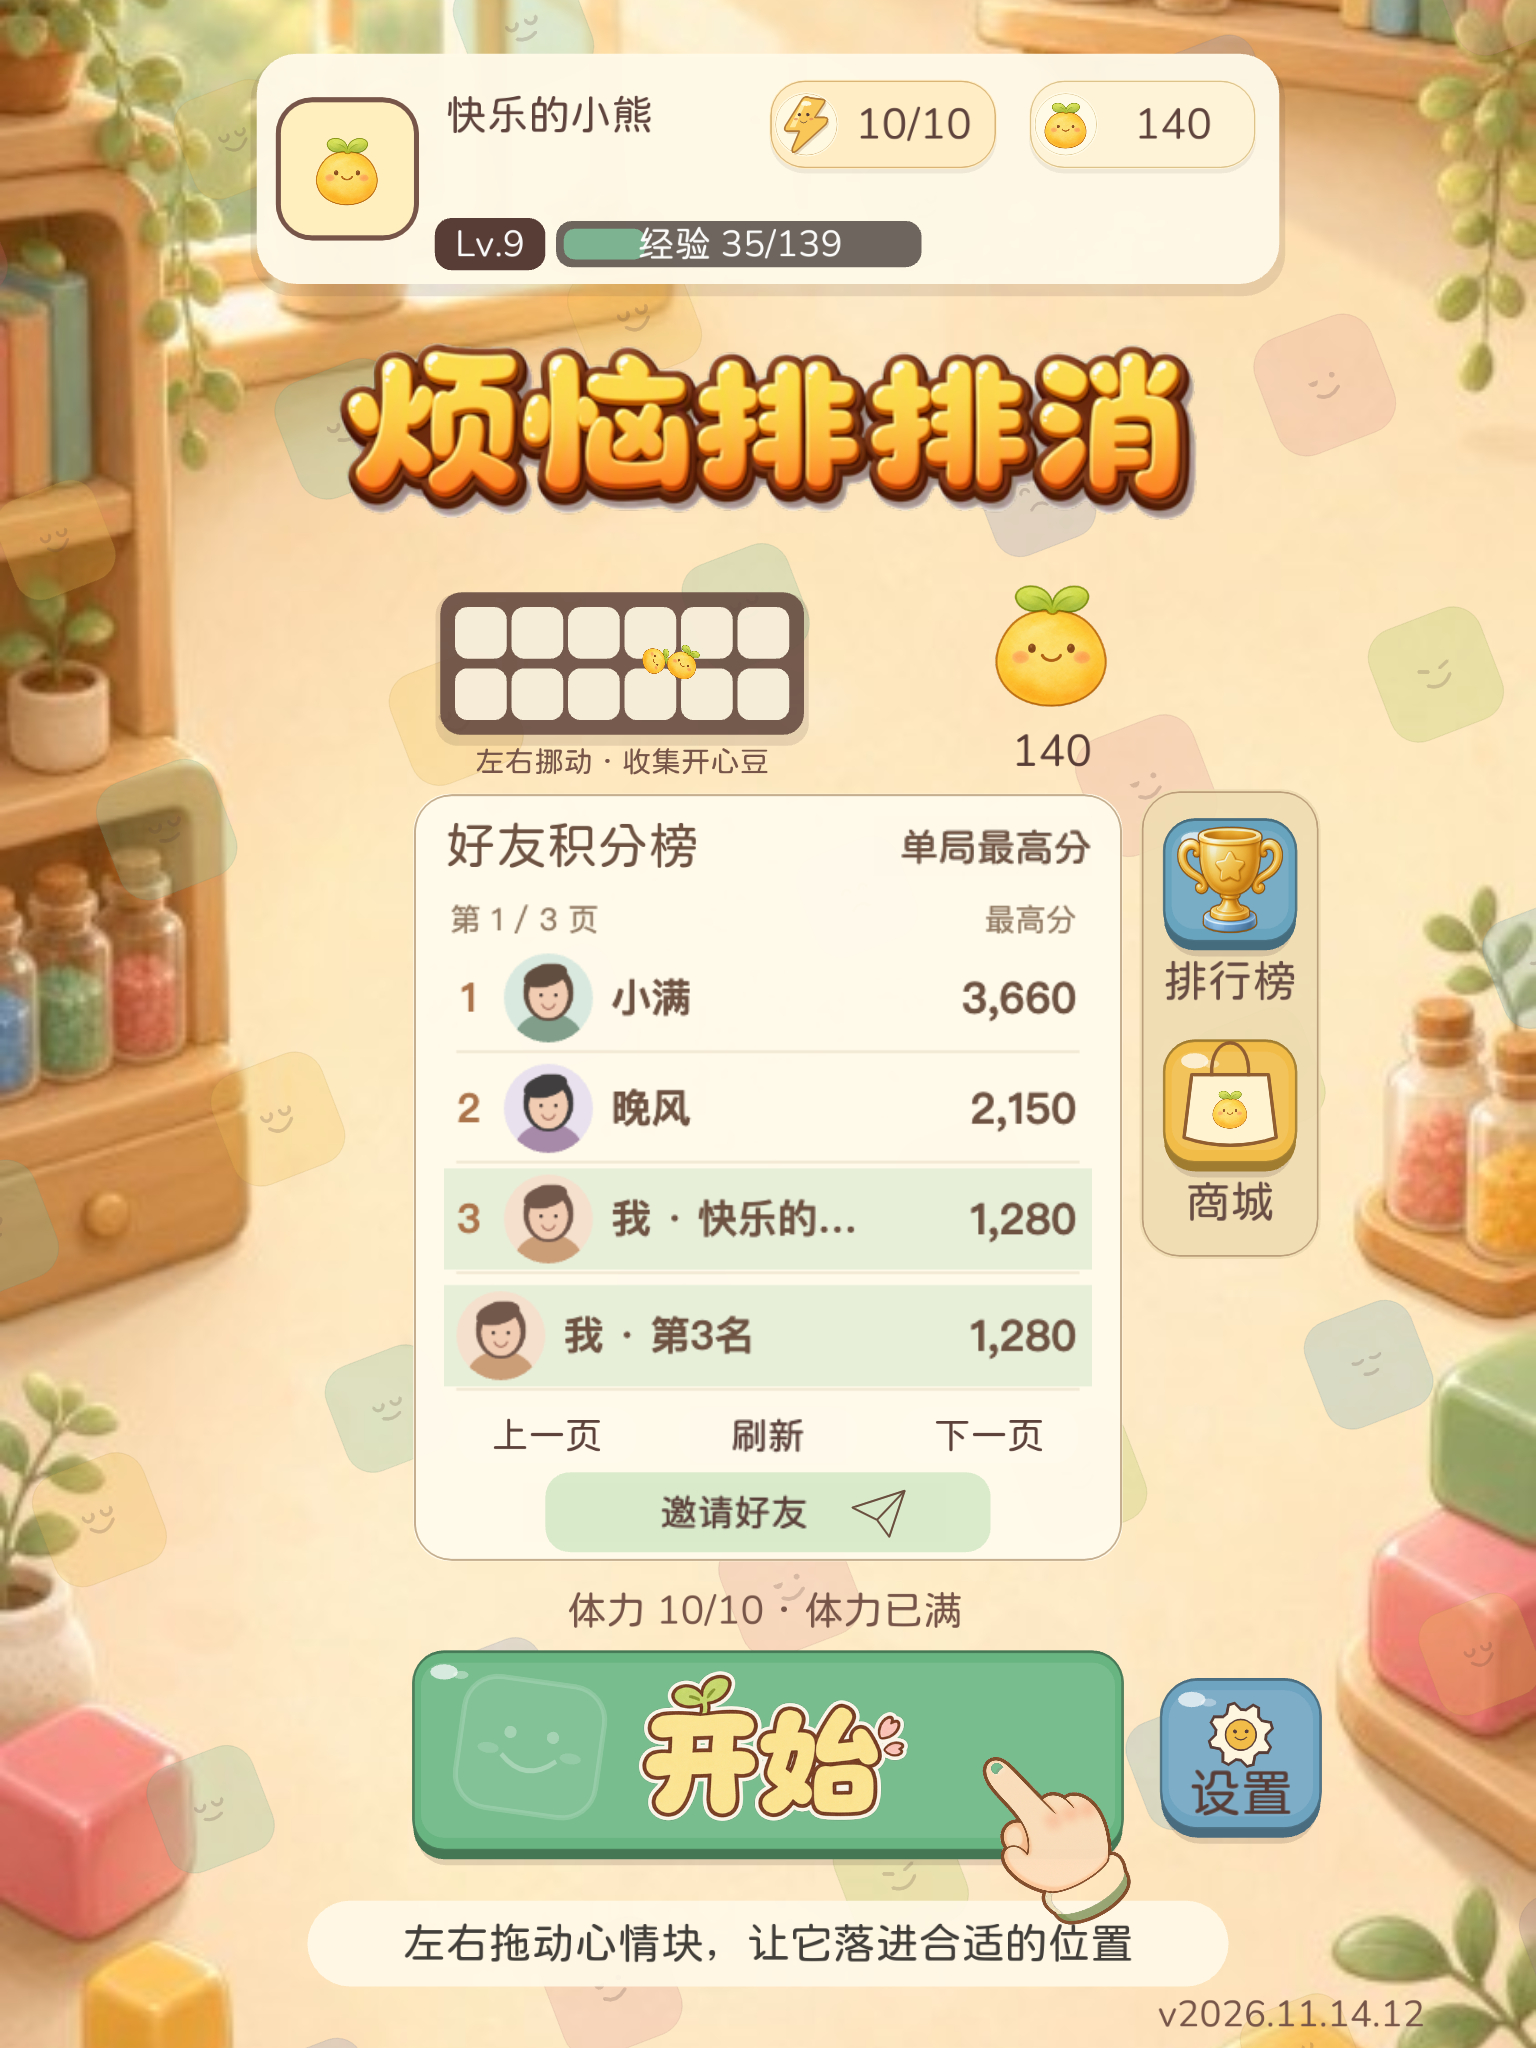 快乐的小熊
10/10
140
Lv.9
经验 35/139
烦恼排排消
左右挪动 · 收集开心豆
140
好友积分榜
单局最高分
第 1 / 3 页
最高分
1 小满 3,660
2 晚风 2,150
3 我 · 快乐的... 1,280
我 · 第3名 1,280
上一页
刷新
下一页
邀请好友
排行榜
商城
体力 10/10 · 体力已满
开始
设置
左右拖动心情块，让它落进合适的位置
v2026.11.14.12